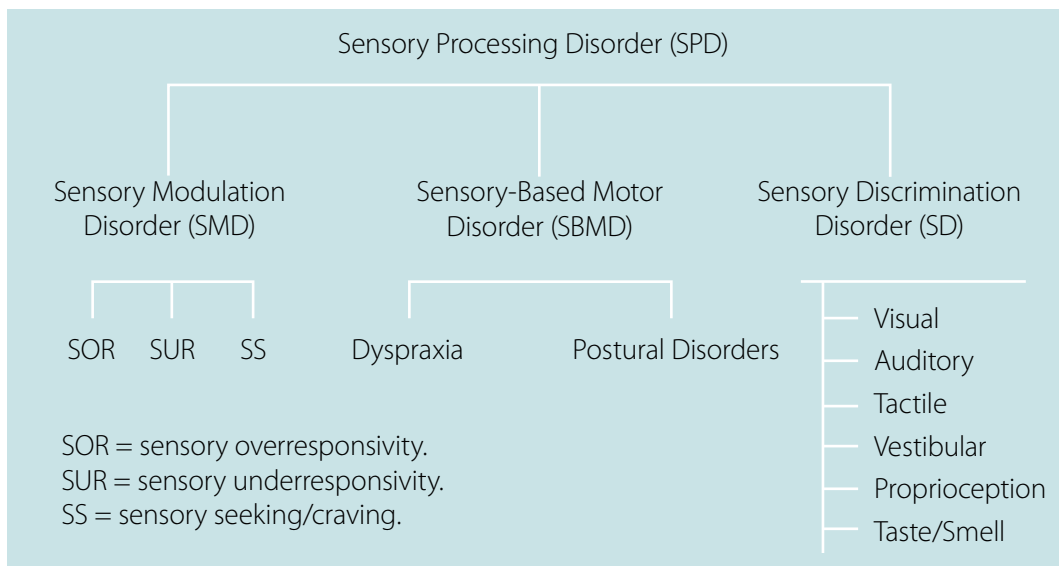 Sensory Processing Disorder (SPD)
Sensory Modulation
Disorder (SMD)
Sensory-Based Motor
Disorder (SBMD)
Sensory Discrimination
Disorder (SD)
SOR SUR SS
Dyspraxia
Postural Disorders
Visual
Auditory
Tactile
Vestibular
Proprioception
Taste/Smell
SOR = sensory overresponsivity.
SUR = sensory underresponsivity.
SS = sensory seeking/craving.